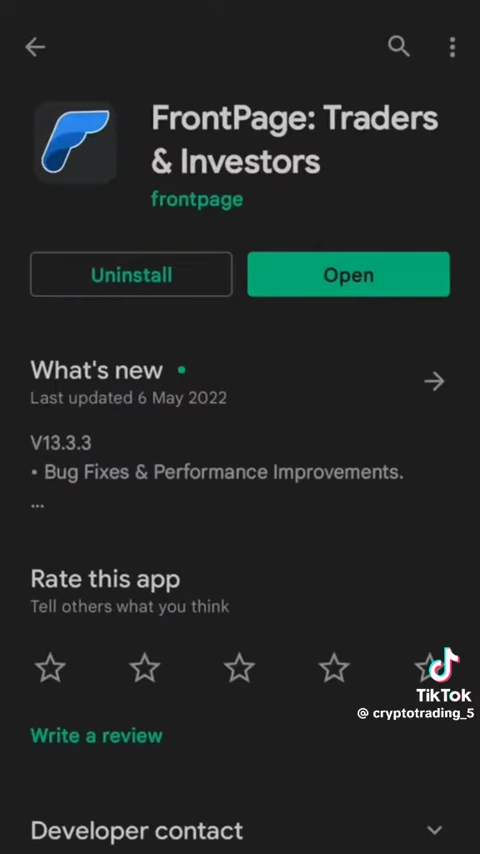 FrontPage: Traders
& Investors
frontpage
Uninstall
Open
What's new
Last updated 6 May 2022
V13.3.3
• Bug Fixes & Performance Improvements.
...
Rate this app
Tell others what you think
TikTok
@ cryptotrading_5
Write a review
Developer contact